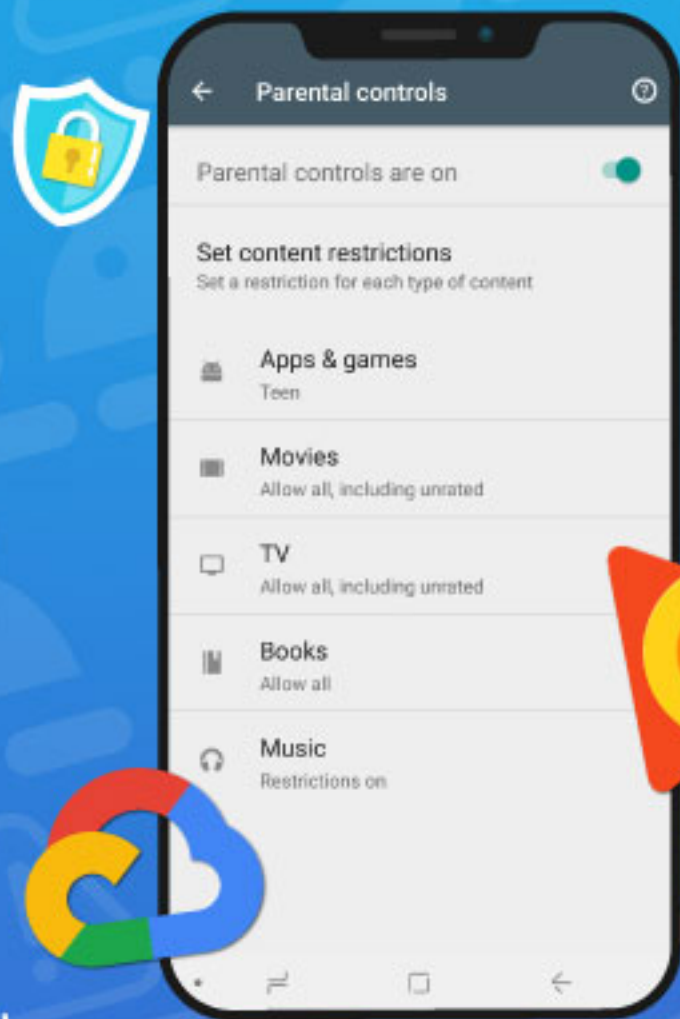 Parental controls
Parental controls are on
Set content restrictions
Set a restriction for each type of content
Apps & games
Teen
Movies
Allow all, including unrated
TV
Allow all, including unrated
Books
Allow all
Music
Restrictions on